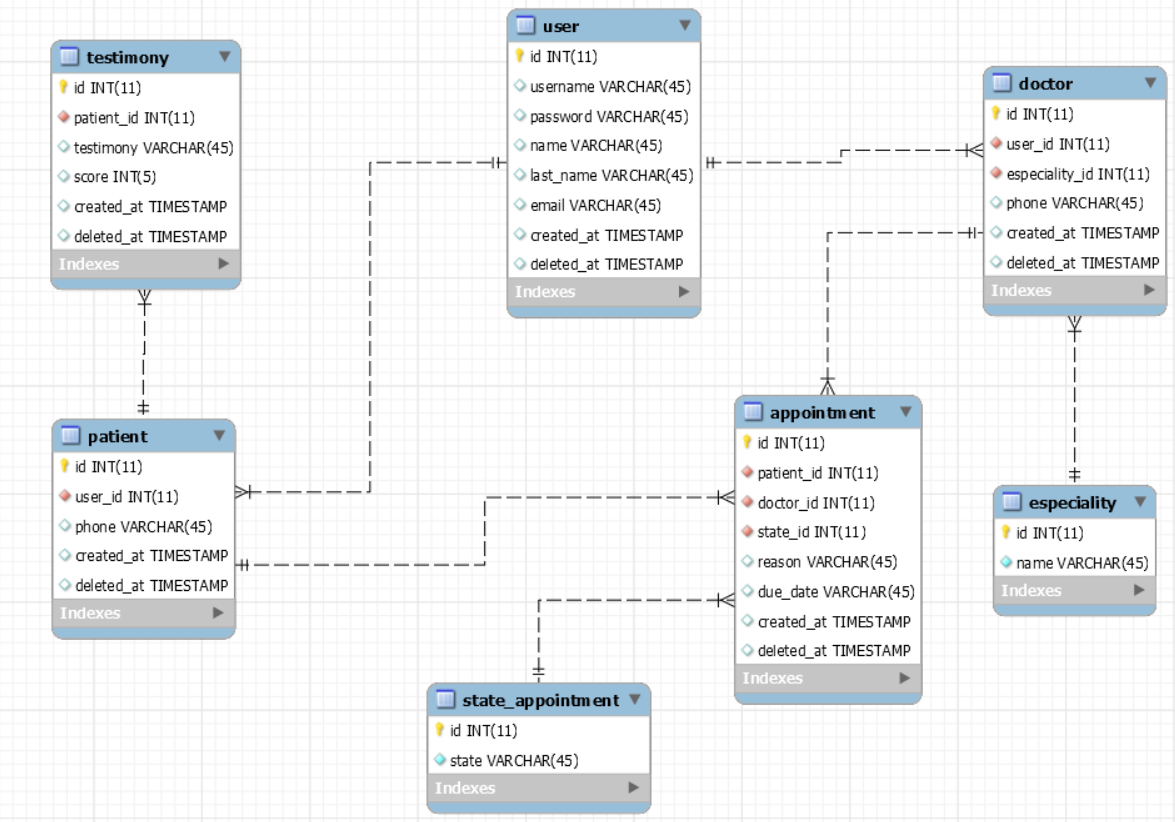 testimony
id INT(11)
patient_id INT(11)
testimony VARCHAR(45)
score INT(5)
created_at TIMESTAMP
deleted_at TIMESTAMP
Indexes
user
id INT(11)
username VARCHAR(45)
password VARCHAR(45)
name VARCHAR(45)
last_name VARCHAR(45)
email VARCHAR(45)
created_at TIMESTAMP
deleted_at TIMESTAMP
Indexes
doctor
id INT(11)
user_id INT(11)
especiality_id INT(11)
phone VARCHAR(45)
created_at TIMESTAMP
deleted_at TIMESTAMP
Indexes
patient
id INT(11)
user_id INT(11)
phone VARCHAR(45)
created_at TIMESTAMP
deleted_at TIMESTAMP
Indexes
appointment
id INT(11)
patient_id INT(11)
doctor_id INT(11)
state_id INT(11)
reason VARCHAR(45)
due_date VARCHAR(45)
created_at TIMESTAMP
deleted_at TIMESTAMP
Indexes
especiality
id INT(11)
name VARCHAR(45)
Indexes
state_appointment
id INT(11)
state VARCHAR(45)
Indexes